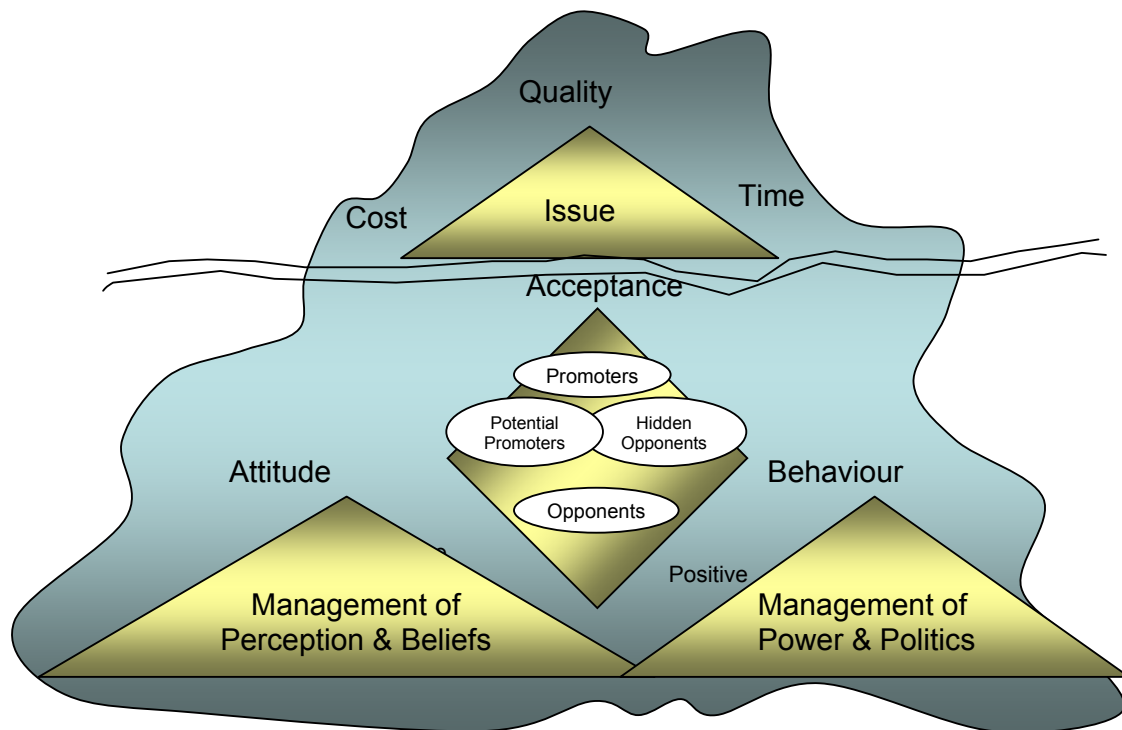 Quality
Cost
Issue
Time
Acceptance
Promoters
Potential
Promoters
Hidden
Opponents
Attitude
Behaviour
Opponents
Positive
Management of
Perception & Beliefs
Management of
Power & Politics